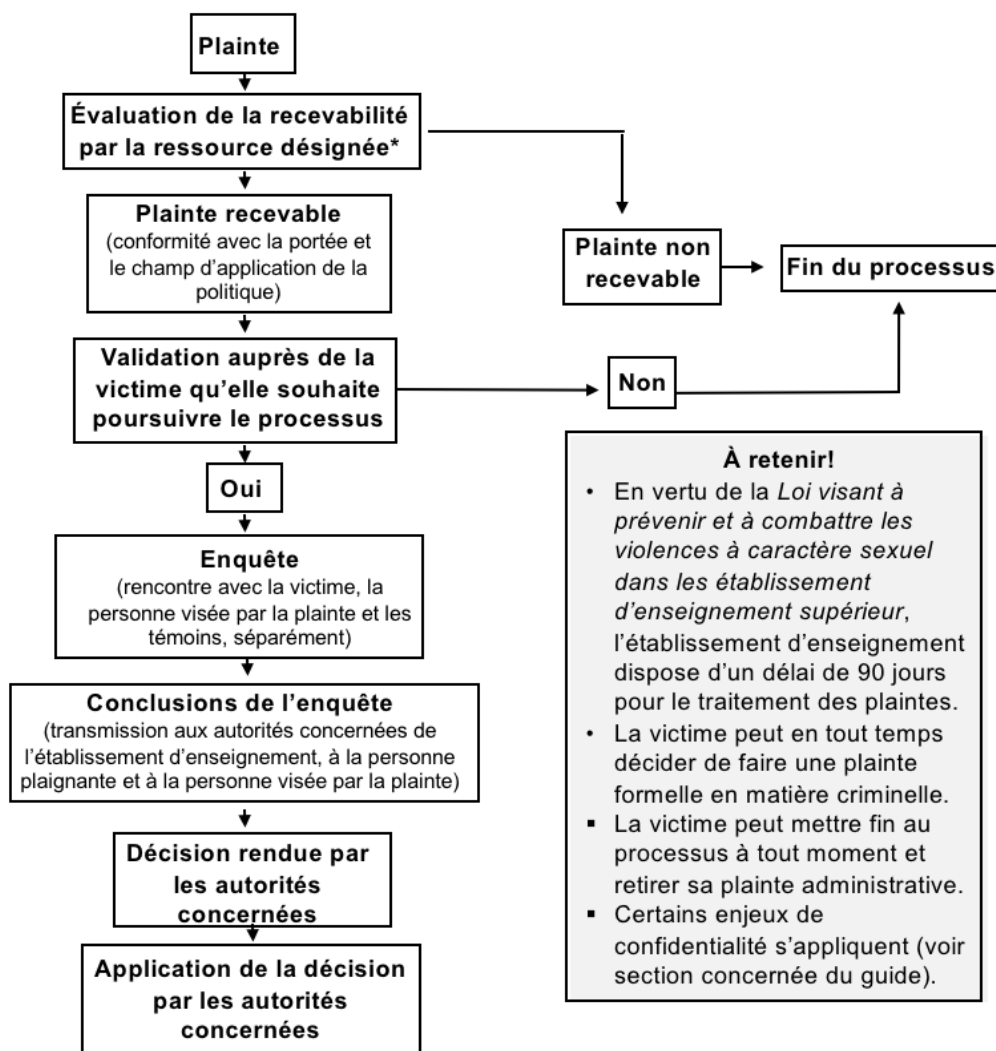 Plainte
Évaluation de la recevabilité
par la ressource désignée*
Plainte recevable
(conformité avec la portée et
le champ d’application de la
politique)
Plainte non
recevable
Fin du processus
Validation auprès de la
victime qu’elle souhaite
poursuivre le processus
Non
Oui
Enquête
(rencontre avec la victime, la
personne visée par la plainte et les
témoins, séparément)
Conclusions de l’enquête
(transmission aux autorités concernées de
l’établissement d’enseignement, à la personne
plaignante et à la personne visée par la plainte)
Décision rendue par
les autorités
concernées
Application de la décision
par les autorités
concernées
À retenir!
• En vertu de la Loi visant à
prévenir et à combattre les
violences à caractère sexuel
dans les établissement
d’enseignement supérieur,
l’établissement d’enseignement
dispose d’un délai de 90 jours
pour le traitement des plaintes.
• La victime peut en tout temps
décider de faire une plainte
formelle en matière criminelle.
▪ La victime peut mettre fin au
processus à tout moment et
retirer sa plainte administrative.
▪ Certains enjeux de
confidentialité s’appliquent (voir
section concernée du guide).